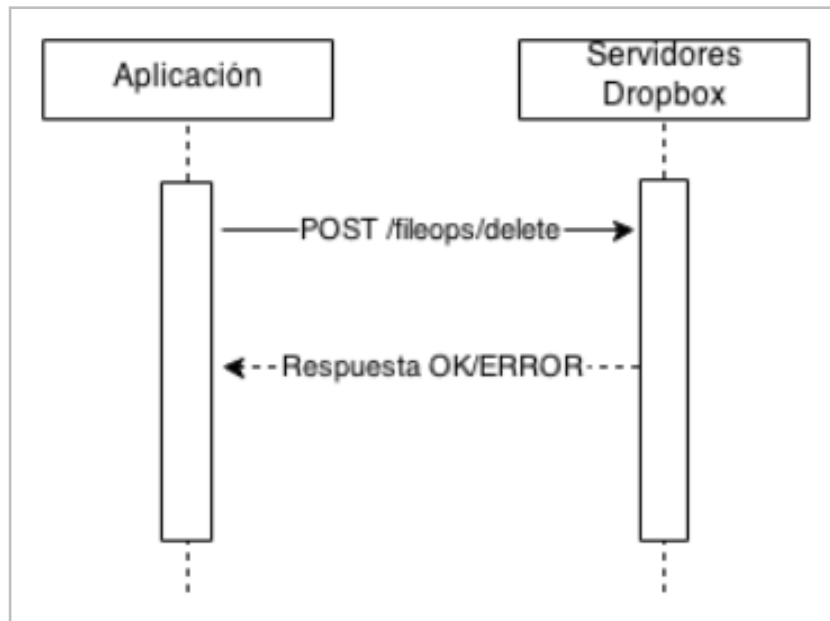 Aplicación
Servidores
Dropbox
POST /fileops/delete
Respuesta OK/ERROR